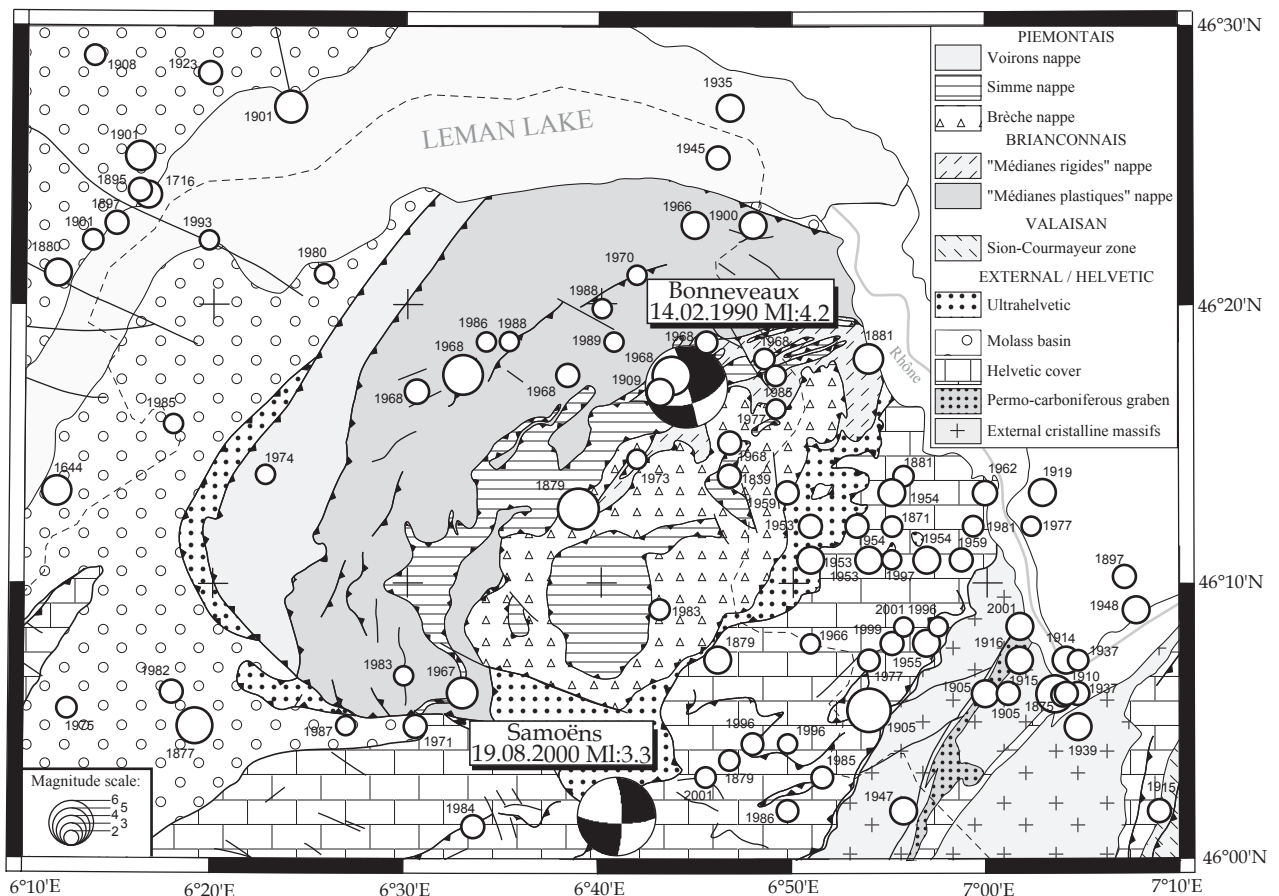 46°30'N
PIEMONTAIS
Voirons nappe
Simme nappe
Brèche nappe
BRIANCONNAIS
"Médianes rigides" nappe
"Médianes plastiques" nappe
VALAISAN
Sion-Courmayeur zone
EXTERNAL / HELVETIC
Ultrahelvetic
Molass basin
Helvetic cover
Permo-carboniferous graben
External cristalline massifs
LEMAN LAKE
Rhône
1908
1923
1901
1935
1901
1945
1895
1716
1897
1901
1993
1880
1980
1966
1900
1970
46°20'N
Bonneveaux
14.02.1990 Ml:4.2
1988
1986
1988
1989
1968
1968
1881
1968
1968
1968
1909
1968
1985
1985
1977
1974
1968
1644
1879
1973
1839
1881
1962
1919
1959
1954
1953
1871
1981
1977
1954
1954
1959
1953
1953
1997
1897
46°10'N
1983
2001
1996
2001
1948
1879
1966
1999
1916
1914
1937
1955
1983
1967
1977
1982
1905
1915
1910
1937
1905
1875
1975
1877
1987
1971
1905
1939
Samoëns
19.08.2000 Ml:3.3
1996
1996
1985
1879
2001
1986
1947
1915
1984
Magnitude scale:
6
5
4
3
2
46°00'N
6°10'E
6°20'E
6°30'E
6°40'E
6°50'E
7°00'E
7°10'E